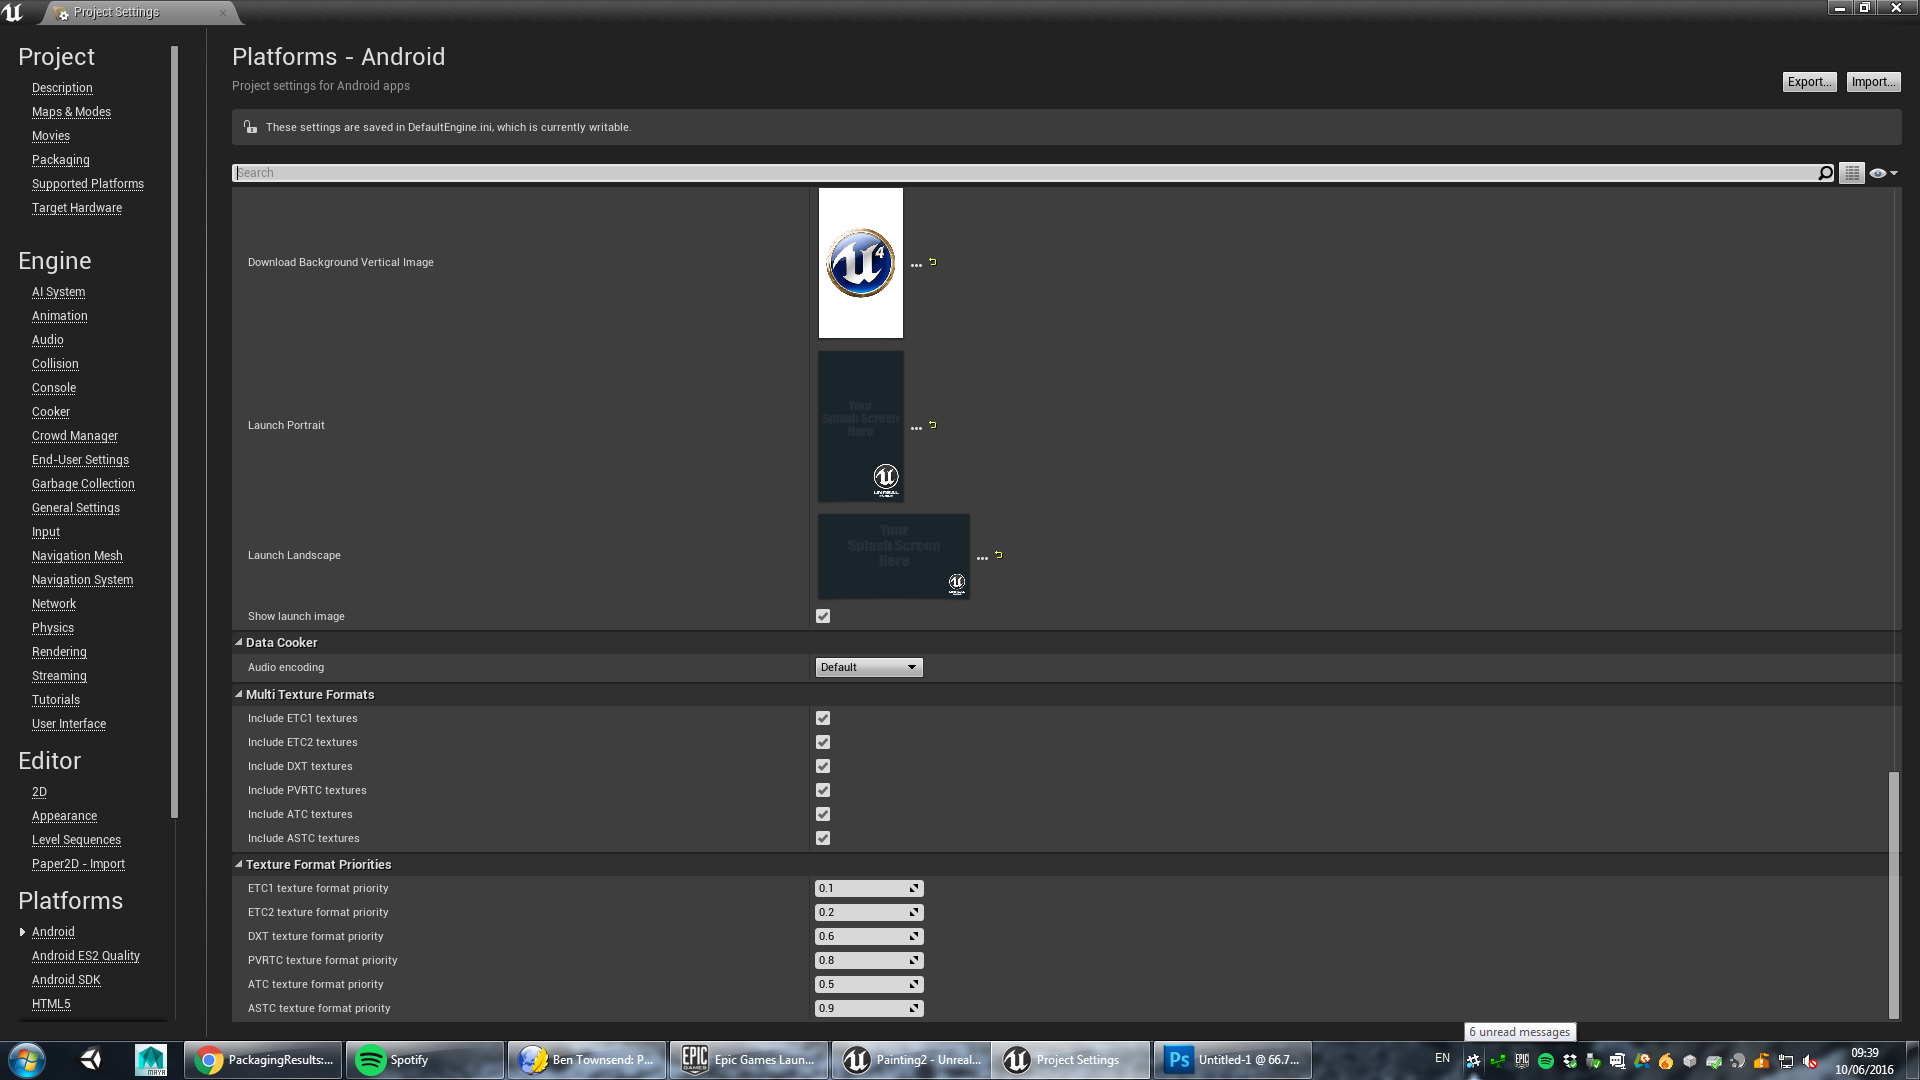 Project Settings
Project
Description
Maps & Modes
Movies
Packaging
Supported Platforms
Target Hardware
Engine
AI System
Animation
Audio
Collision
Console
Cooker
Crowd Manager
End-User Settings
Garbage Collection
General Settings
Input
Navigation Mesh
Navigation System
Network
Physics
Rendering
Streaming
Tutorials
User Interface
Editor
2D
Appearance
Level Sequences
Paper2D - Import
Platforms
Android
Android ES2 Quality
Android SDK
HTML5
Platforms - Android
Project settings for Android apps
Export...
Import...
These settings are saved in DefaultEngine.ini, which is currently writable.
Search
Download Background Vertical Image
4
Launch Portrait
Your
Splash Screen
Here
UNREAL
Launch Landscape
Your
Splash Screen
Here
Show launch image
Data Cooker
Audio encoding
Default
Multi Texture Formats
Include ETC1 textures
Include ETC2 textures
Include DXT textures
Include PVRTC textures
Include ATC textures
Include ASTC textures
Texture Format Priorities
ETC1 texture format priority
0.1
ETC2 texture format priority
0.2
DXT texture format priority
0.6
PVRTC texture format priority
0.8
ATC texture format priority
0.5
ASTC texture format priority
0.9
6 unread messages
MAYA
PackagingResults:...
Spotify
Ben Townsend: P...
EPIC
GAMES
Epic Games Laun...
Painting2 - Unreal...
Project Settings
Ps
Untitled-1 @ 66.7...
EN
EPIC
09:39
10/06/2016